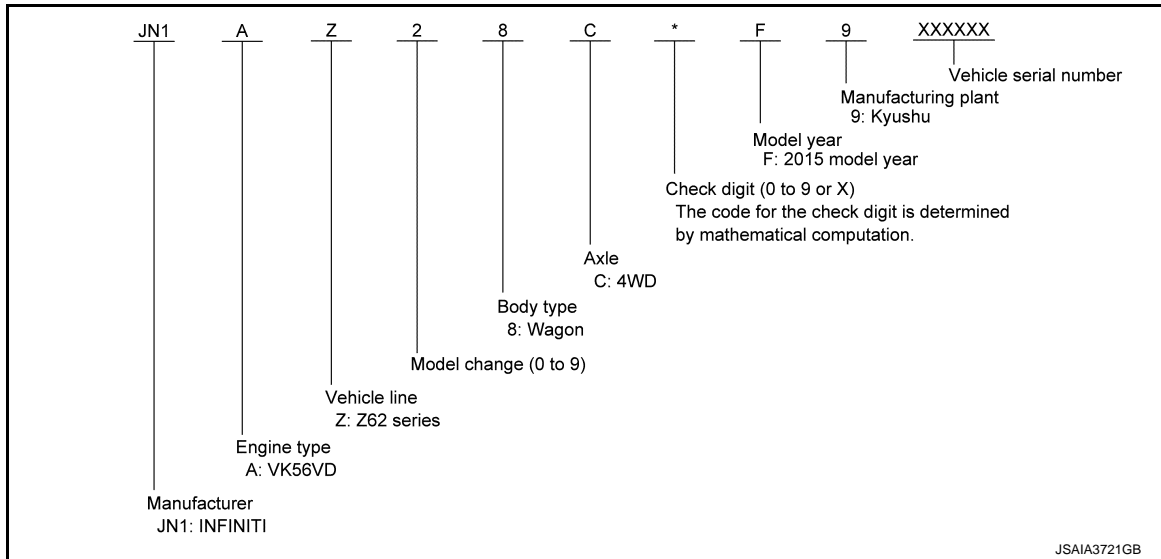 JN1 A Z 2 8 C * F 9 XXXXXX
Vehicle serial number
Manufacturing plant
9: Kyushu
Model year
F: 2015 model year
Check digit (0 to 9 or X)
The code for the check digit is determined
by mathematical computation.
Axle
C: 4WD
Body type
8: Wagon
Model change (0 to 9)
Vehicle line
Z: Z62 series
Engine type
A: VK56VD
Manufacturer
JN1: INFINITI
JSAIA3721GB